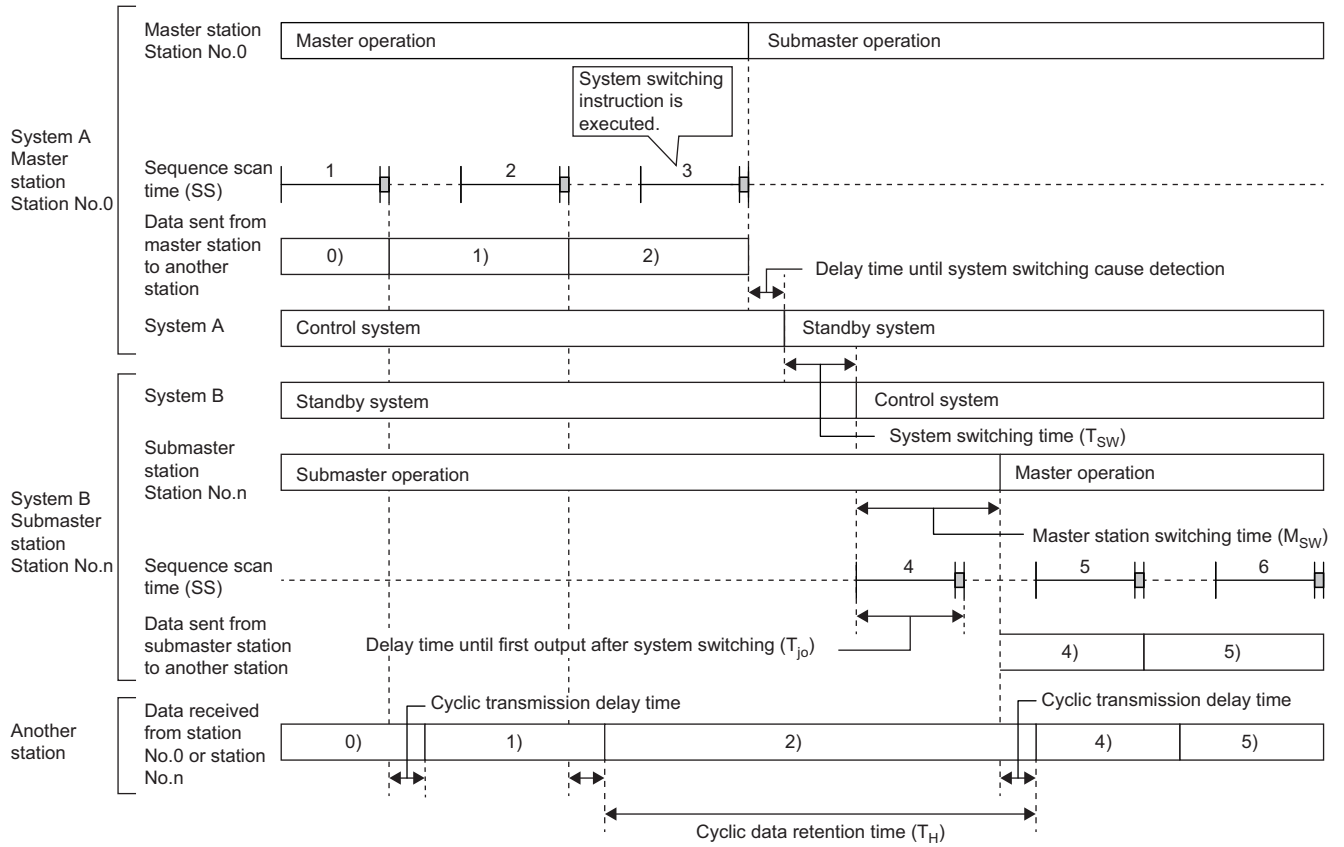 Master station
Station No.0
Master operation
Submaster operation
System switching
instruction is
executed.
System A
Master
station
Station No.0
Sequence scan
time (SS)
1
2
3
Data sent from
master station
to another
station
0)
1)
2)
Delay time until system switching cause detection
System A
Control system
Standby system
System B
Standby system
Control system
System switching time (TSW)
Submaster
station
Station No.n
Submaster operation
Master operation
System B
Submaster
station
Station No.n
Master station switching time (MSW)
Sequence scan
time (SS)
4
5
6
Delay time until first output after system switching (Tjo)
Data sent from
submaster station
to another station
4)
5)
Cyclic transmission delay time
Cyclic transmission delay time
Another
station
Data received
from station
No.0 or station
No.n
0)
1)
2)
4)
5)
Cyclic data retention time (TH)